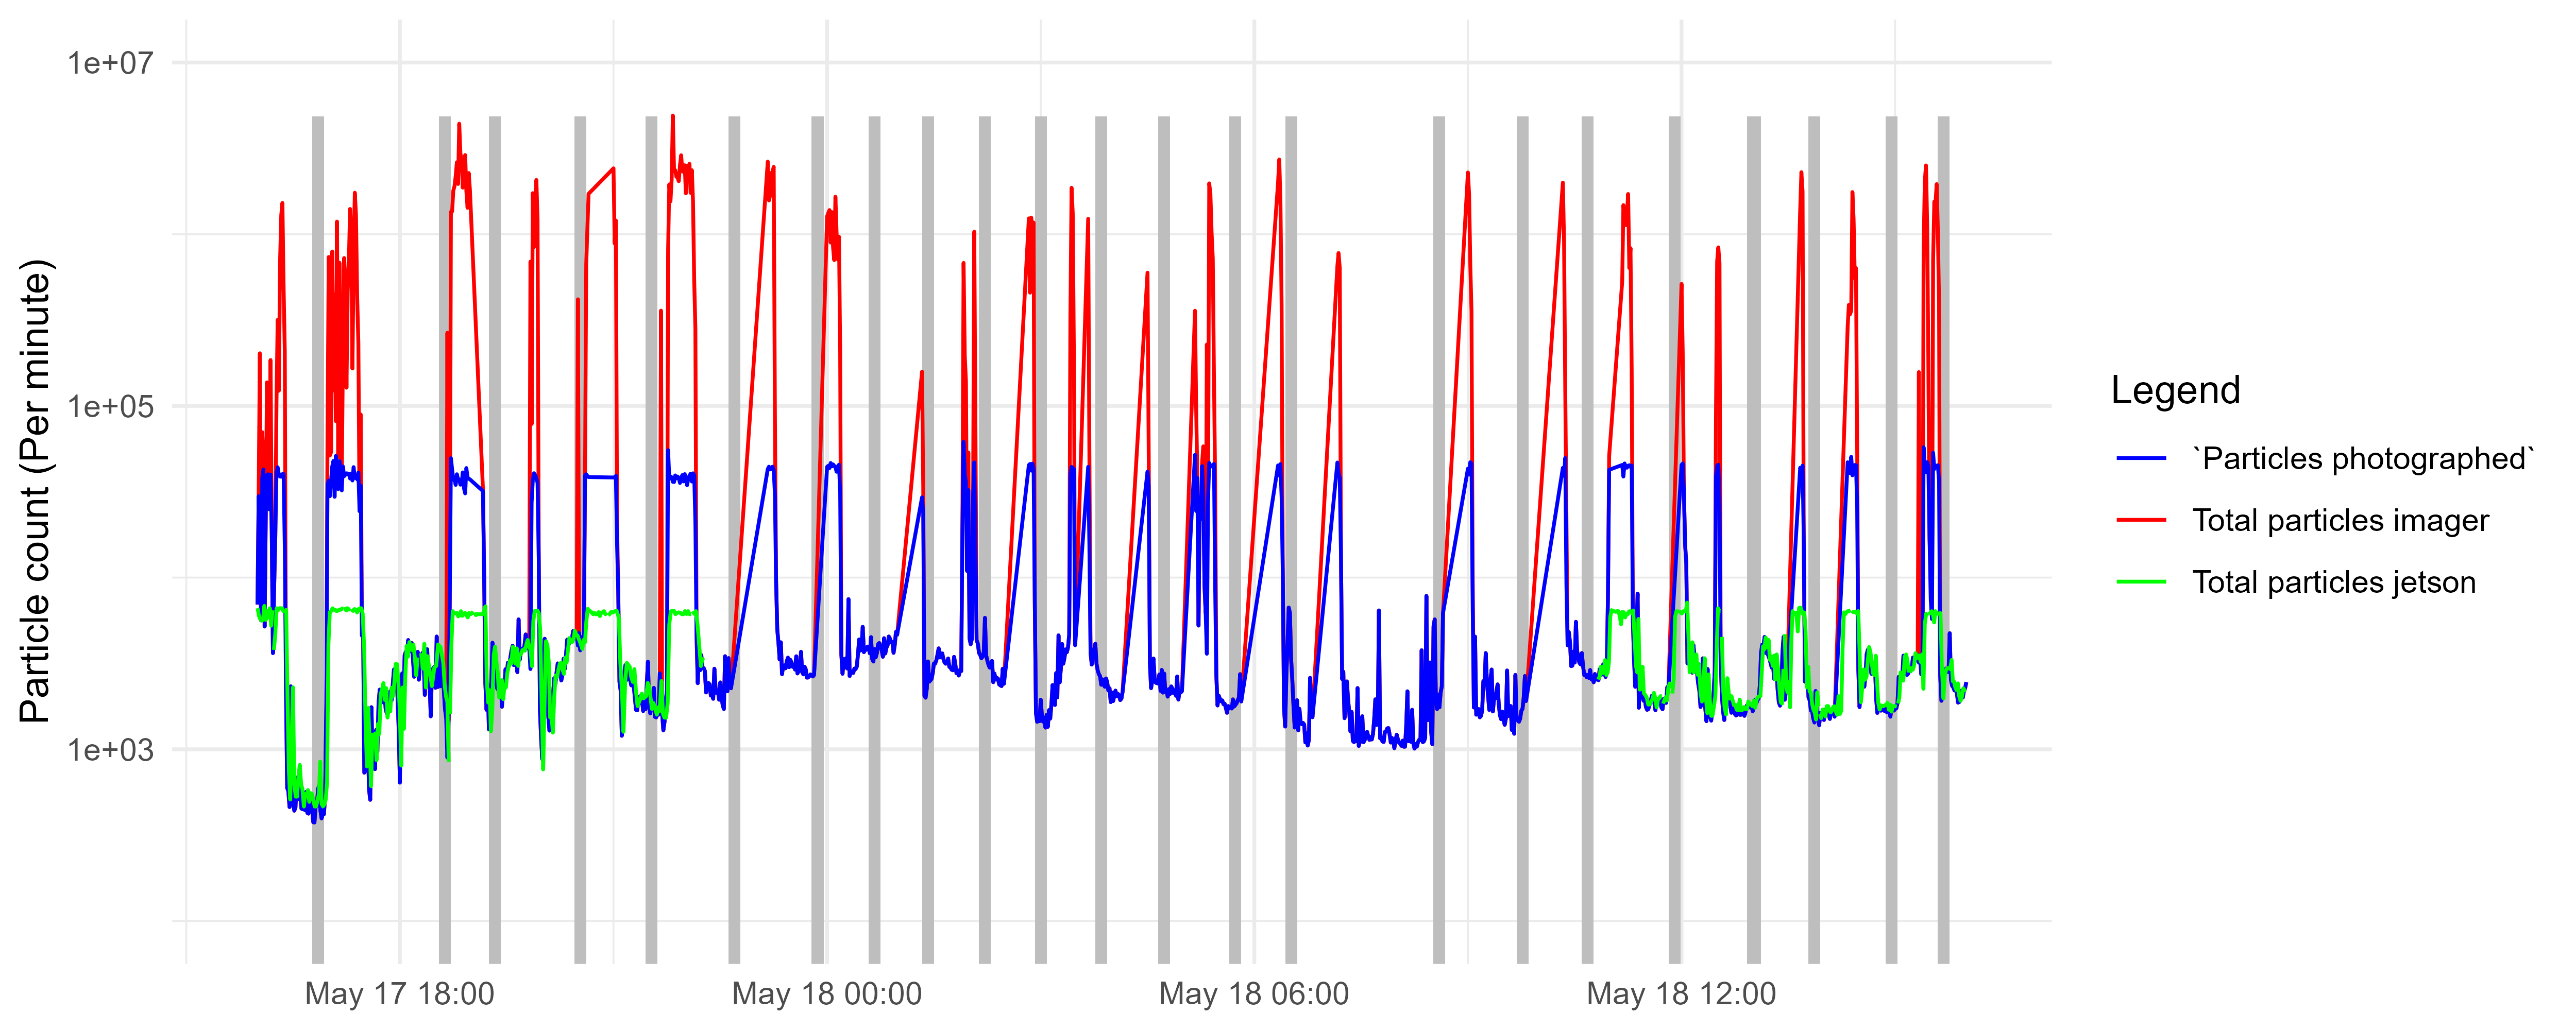 Particle count (Per minute)
1e+07
1e+05
1e+03
May 17 18:00
May 18 00:00
May 18 06:00
May 18 12:00
Legend
`Particles photographed`
Total particles imager
Total particles jetson